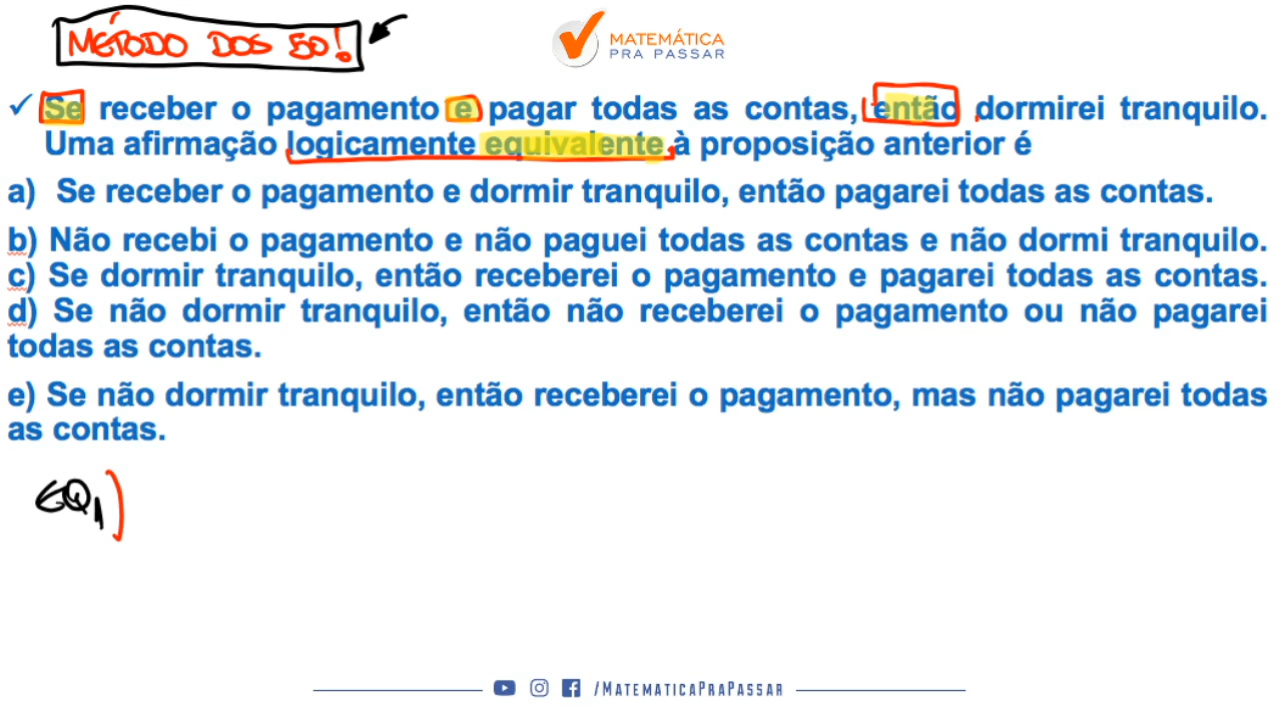 MÉTODO DOS 50!
MATEMÁTICA
PRA PASSAR
✓ Se receber o pagamento e pagar todas as contas, então dormirei tranquilo.
Uma afirmação logicamente equivalente à proposição anterior é
a) Se receber o pagamento e dormir tranquilo, então pagarei todas as contas.
b) Não recebi o pagamento e não paguei todas as contas e não dormi tranquilo.
c) Se dormir tranquilo, então receberei o pagamento e pagarei todas as contas.
d) Se não dormir tranquilo, então não receberei o pagamento ou não pagarei
todas as contas.
e) Se não dormir tranquilo, então receberei o pagamento, mas não pagarei todas
as contas.
EQ1)
/MATEMATICAPRAPASSAR